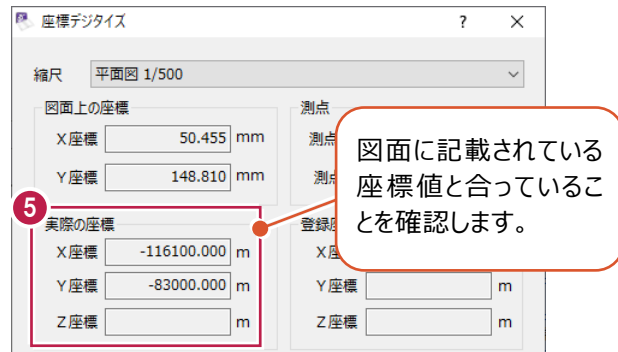 座標デジタイズ ? ×
縮尺 平面図 1/500
図面上の座標
X座標 50.455 mm
Y座標 148.810 mm
測点
測点
測
5
実際の座標
X座標 -116100.000 m
Y座標 -83000.000 m
Z座標 m
登録
X座
Y座標 m
Z座標 m
図面に記載されている
座標値と合っているこ
とを確認します。